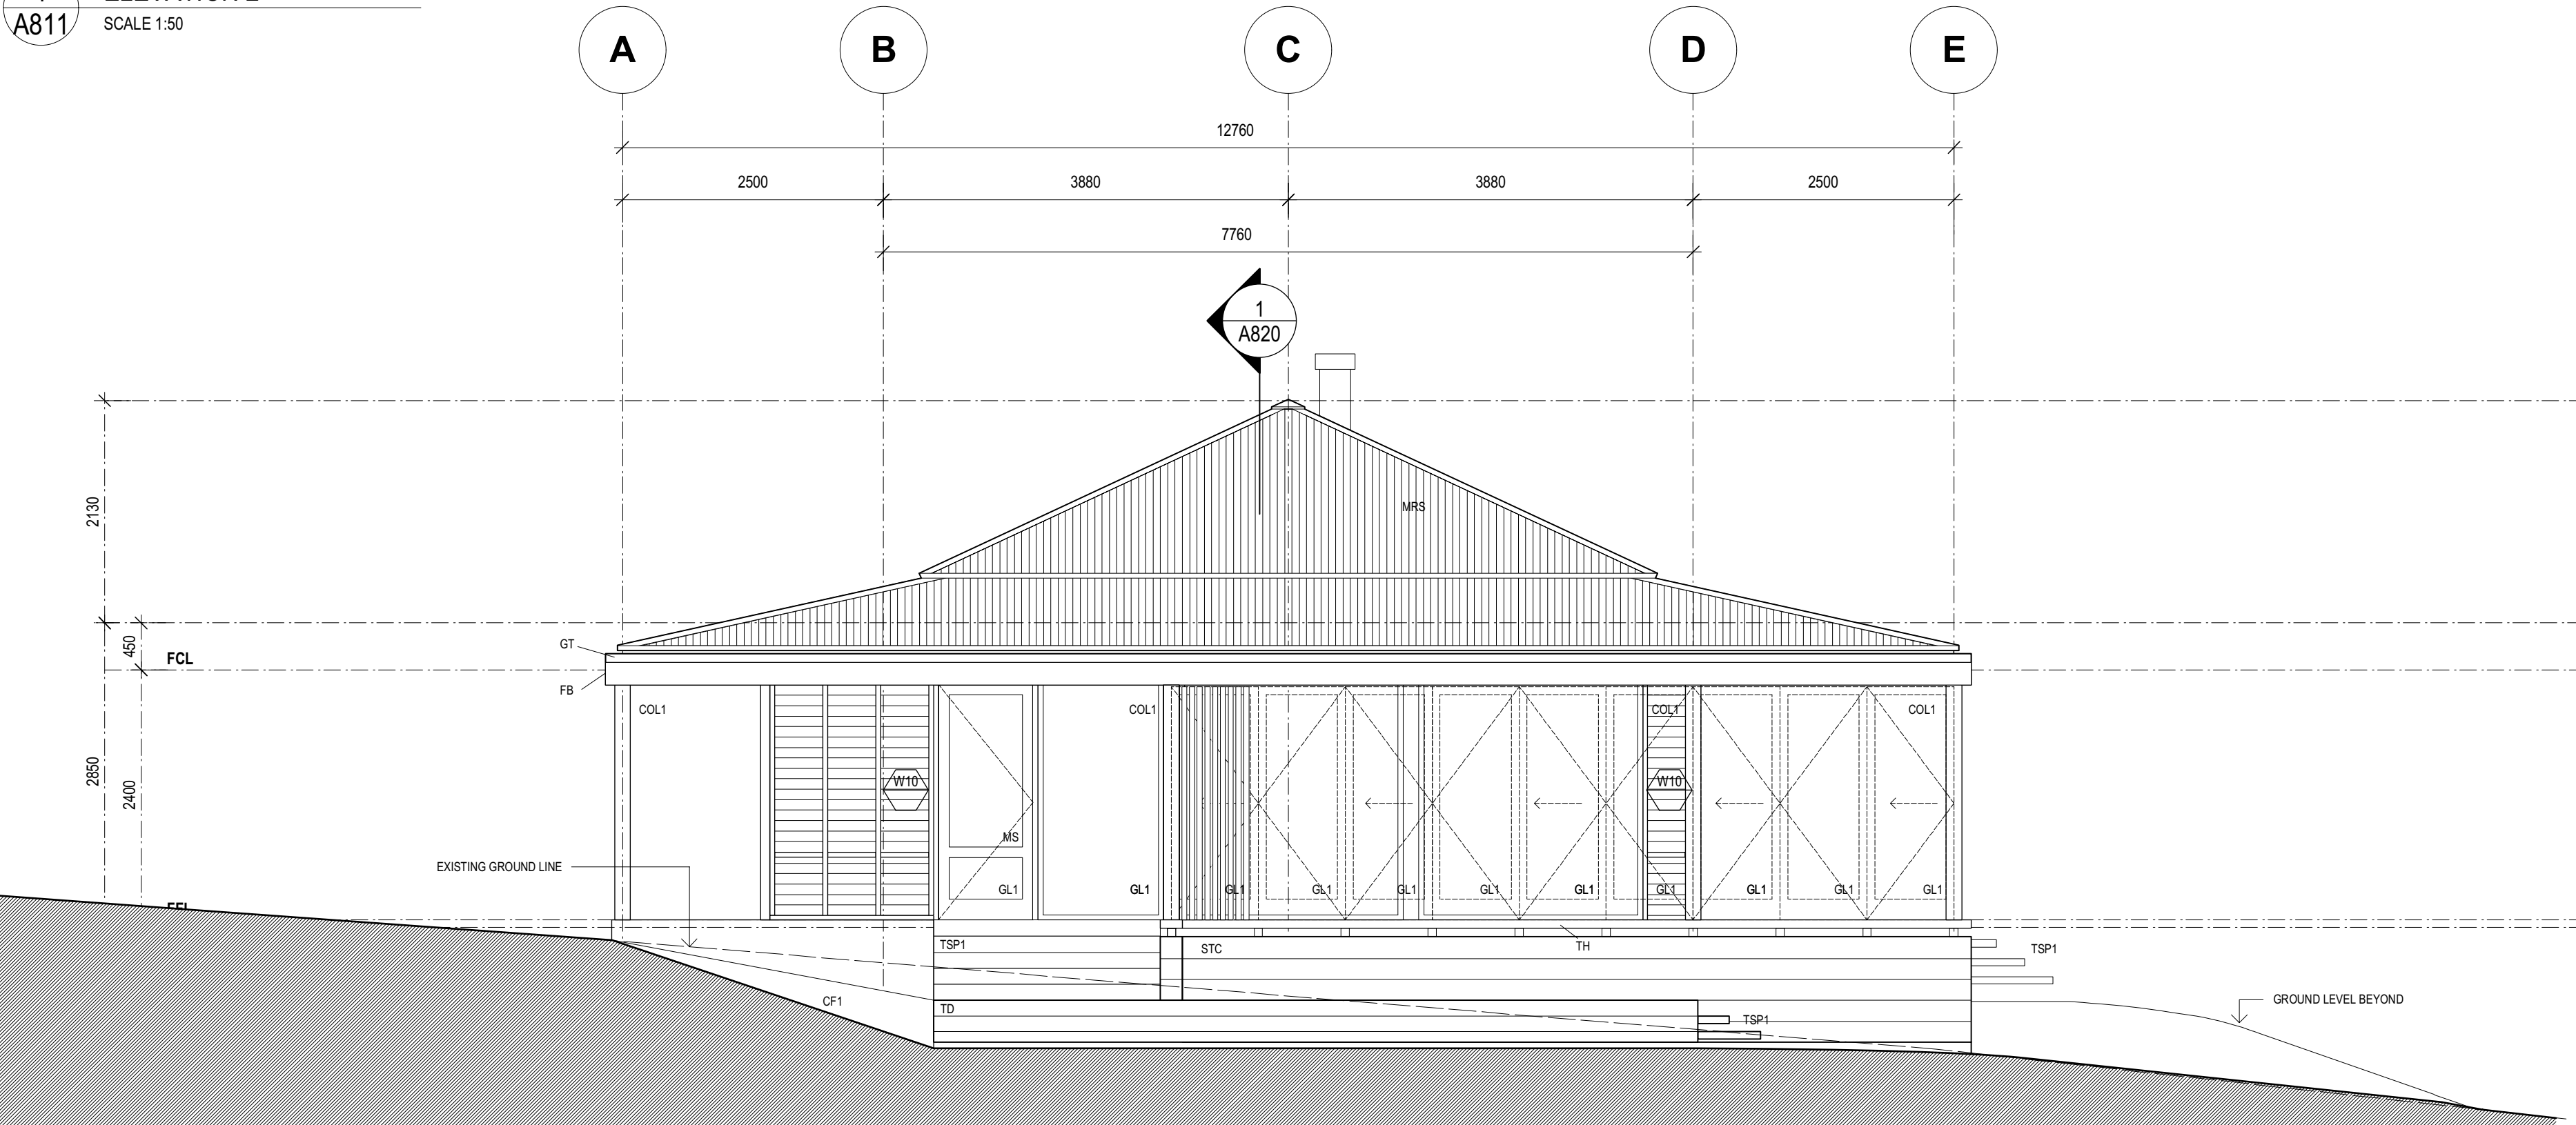 A811
SCALE 1:50
A
B
C
D
E
12760
2500
3880
3880
2500
7760
1
A820
2130
MRS
450
FCL
GT
FB
COL1
COL1
COL1
COL1
2850
2400
W10
W10
MS
EXISTING GROUND LINE
GL1
GL1
GL1
GL1
GL1
GL1
GL1
GL1
GL1
GL1
GL1
TSP1
STC
TH
TSP1
CF1
TD
TSP1
GROUND LEVEL BEYOND